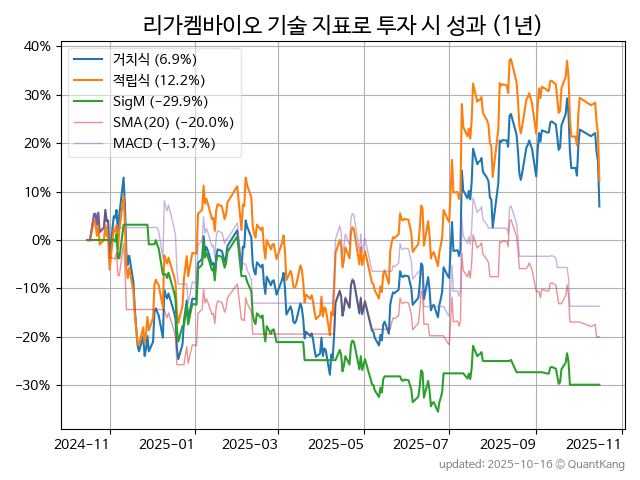 리가켐바이오 기술 지표로 투자 시 성과 (1년)
40%
30%
20%
10%
0%
−10%
−20%
−30%
거치식 (6.9%)
적립식 (12.2%)
SigM (−29.9%)
SMA(20) (−20.0%)
MACD (−13.7%)
2024-11
2025-01
2025-03
2025-05
2025-07
2025-09
2025-11
updated: 2025-10-16 © QuantKang